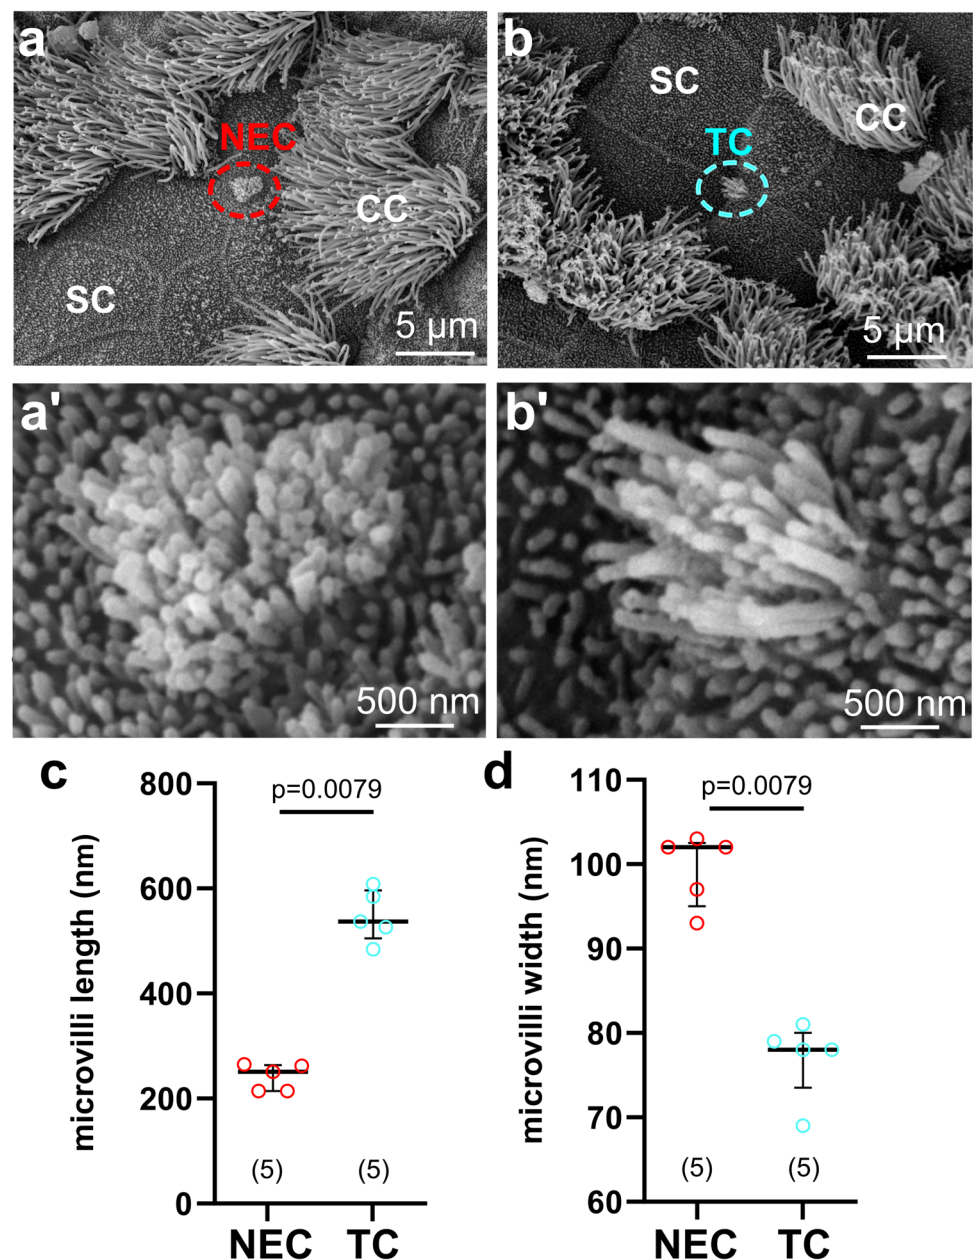 a
NEC
CC
SC
5 µm
b
SC
TC
CC
5 µm
a'
500 nm
b'
500 nm
c
microvilli length (nm)
800
600
400
200
0
p=0.0079
(5)
(5)
NEC
TC
d
microvilli width (nm)
110
100
90
80
70
60
p=0.0079
(5)
(5)
NEC
TC